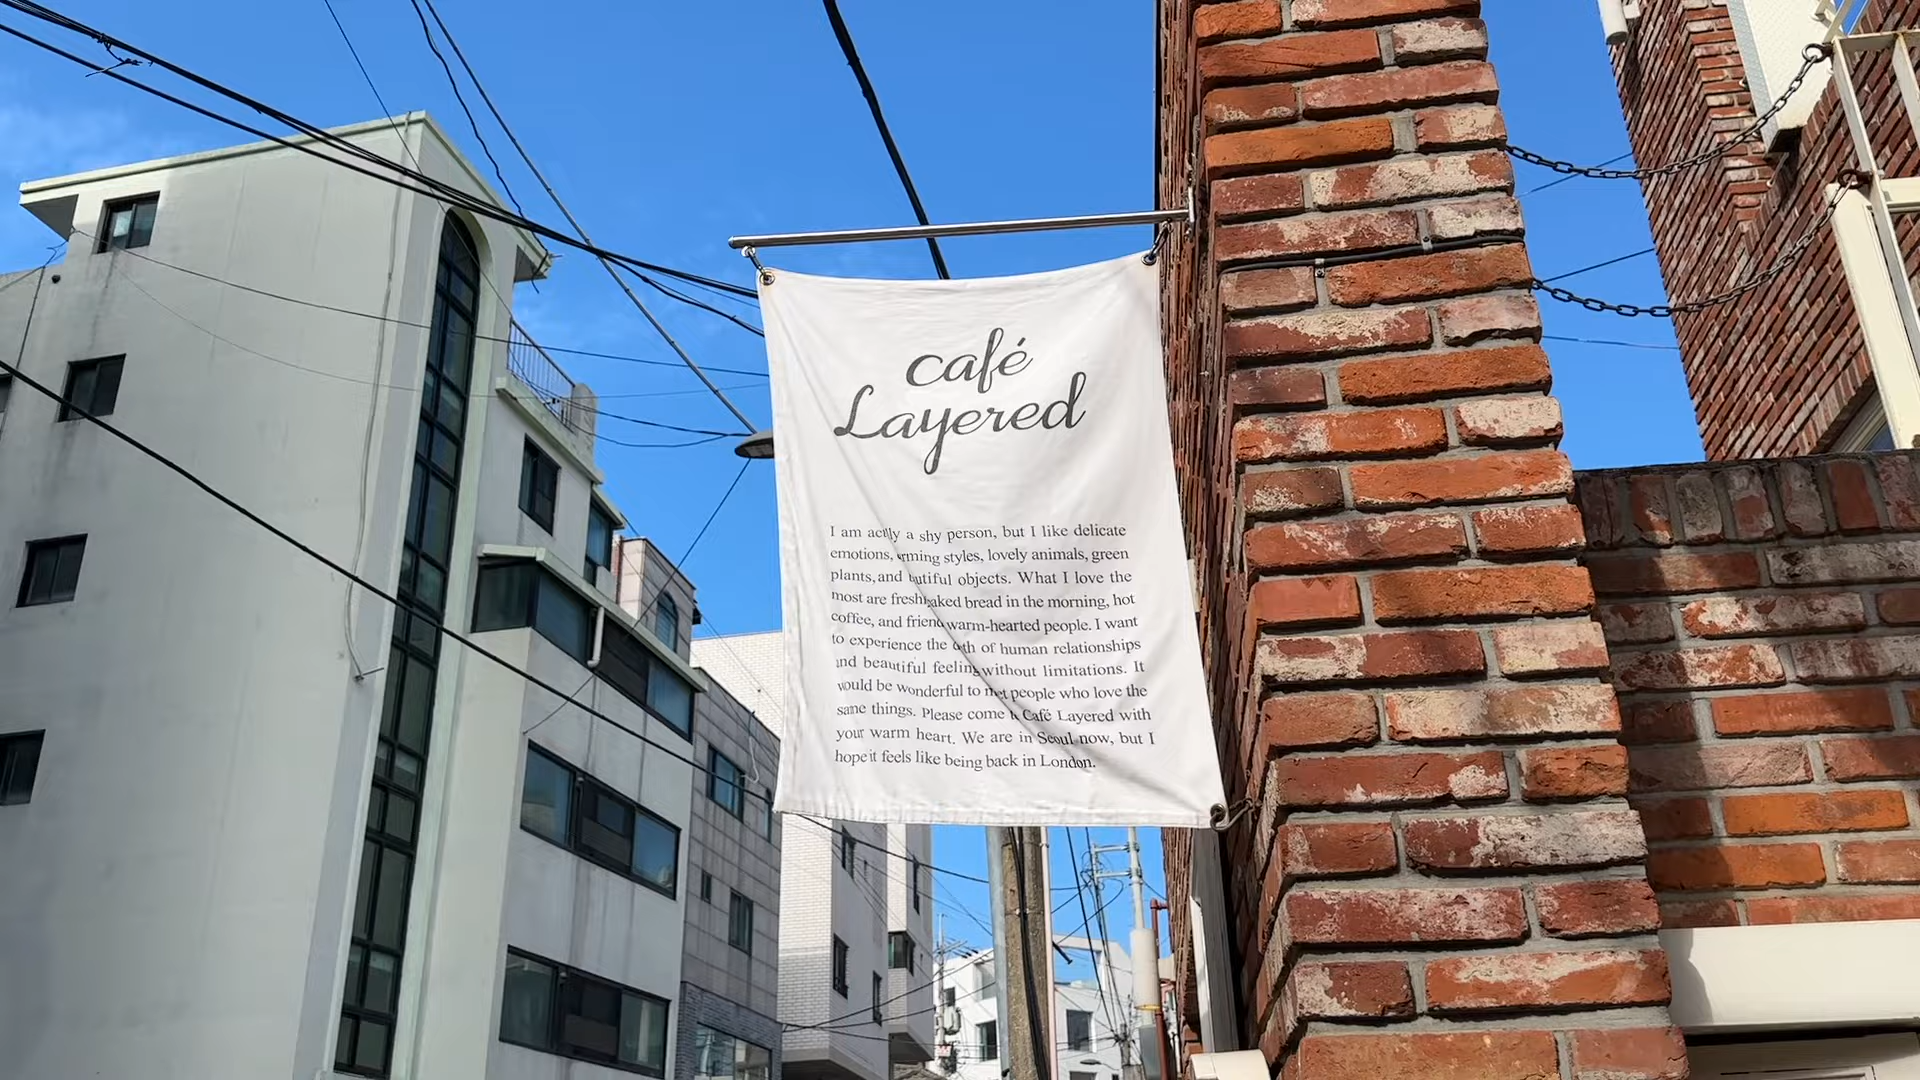 café
Layered
I am actlly a shy person, but I like delicate
emotions, styles, lovely animals, green
plants, and objects. What I love the
most are bread in the morning, hot
coffee, and warm-hearted people. I want
to experience the of human relationships
and beautiful without limitations. It
would be wonderful to people who love the
same things. Please come Café Layered with
your warm heart. We are in Seoul now, but I
hope it feels like being back in London.